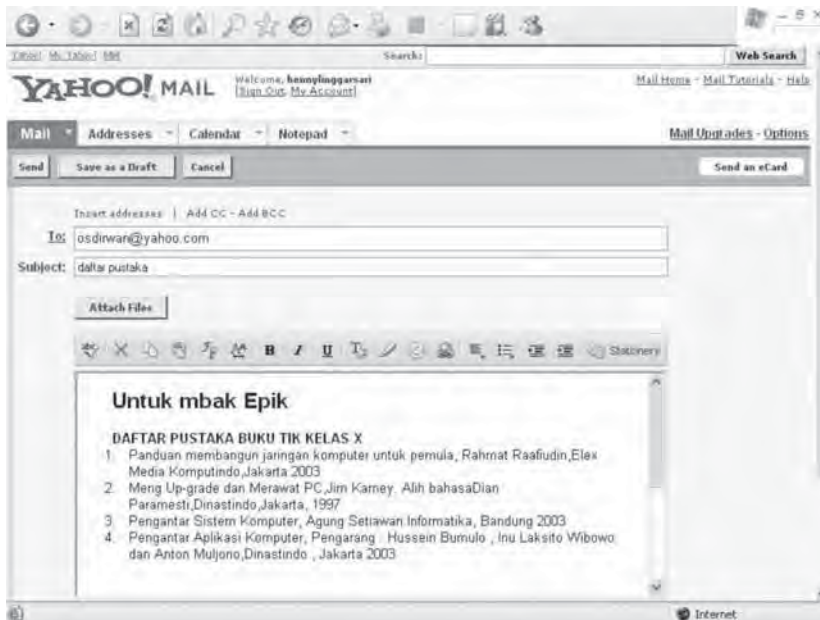 Yahoo! My Yahoo! Mail Search: Web Search
YAHOO! MAIL Welcome, hennylinggarsari
[Sign Out, My Account] Mail Home - Mail Tutorials - Help
Mail Addresses Calendar Notepad Mail Upgrades - Options
Send Save as a Draft Cancel Send an eCard
Insert addresses | Add CC - Add BCC
To: osdirwan@yahoo.com
Subject: daftar pustaka
Attach Files
B I U Stationery
Untuk mbak Epik
DAFTAR PUSTAKA BUKU TIK KELAS X
1. Panduan membangun jaringan komputer untuk pemula, Rahmat Raafiudin,Elex
Media Komputindo,Jakarta 2003
2. Meng Up-grade dan Merawat PC,Jim Karney. Alih bahasaDian
Paramesti,Dinastindo,Jakarta, 1997
3. Pengantar Sistem Komputer, Agung Setiawan Informatika, Bandung 2003
4. Pengantar Aplikasi Komputer, Pengarang : Hussein Bumulo , Inu Laksito Wibowo
dan Anton Muljono,Dinastindo , Jakarta 2003
Internet